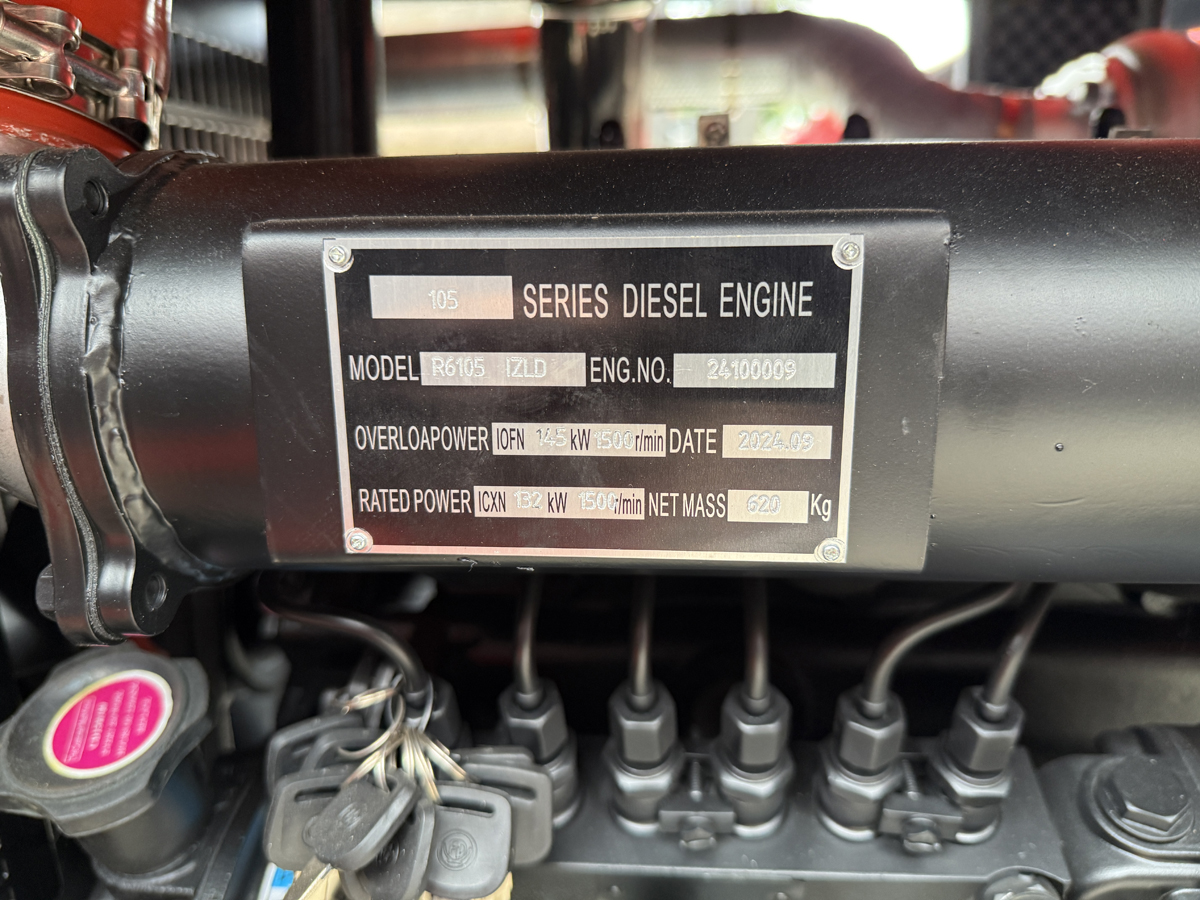 105 SERIES DIESEL ENGINE
MODEL R6105 IZLD ENG.NO. 24100009
OVERLOAPOWER IOFN 145 kW 1500 r/min DATE 2024.09
RATED POWER ICXN 132 kW 1500 r/min NET MASS 620 Kg